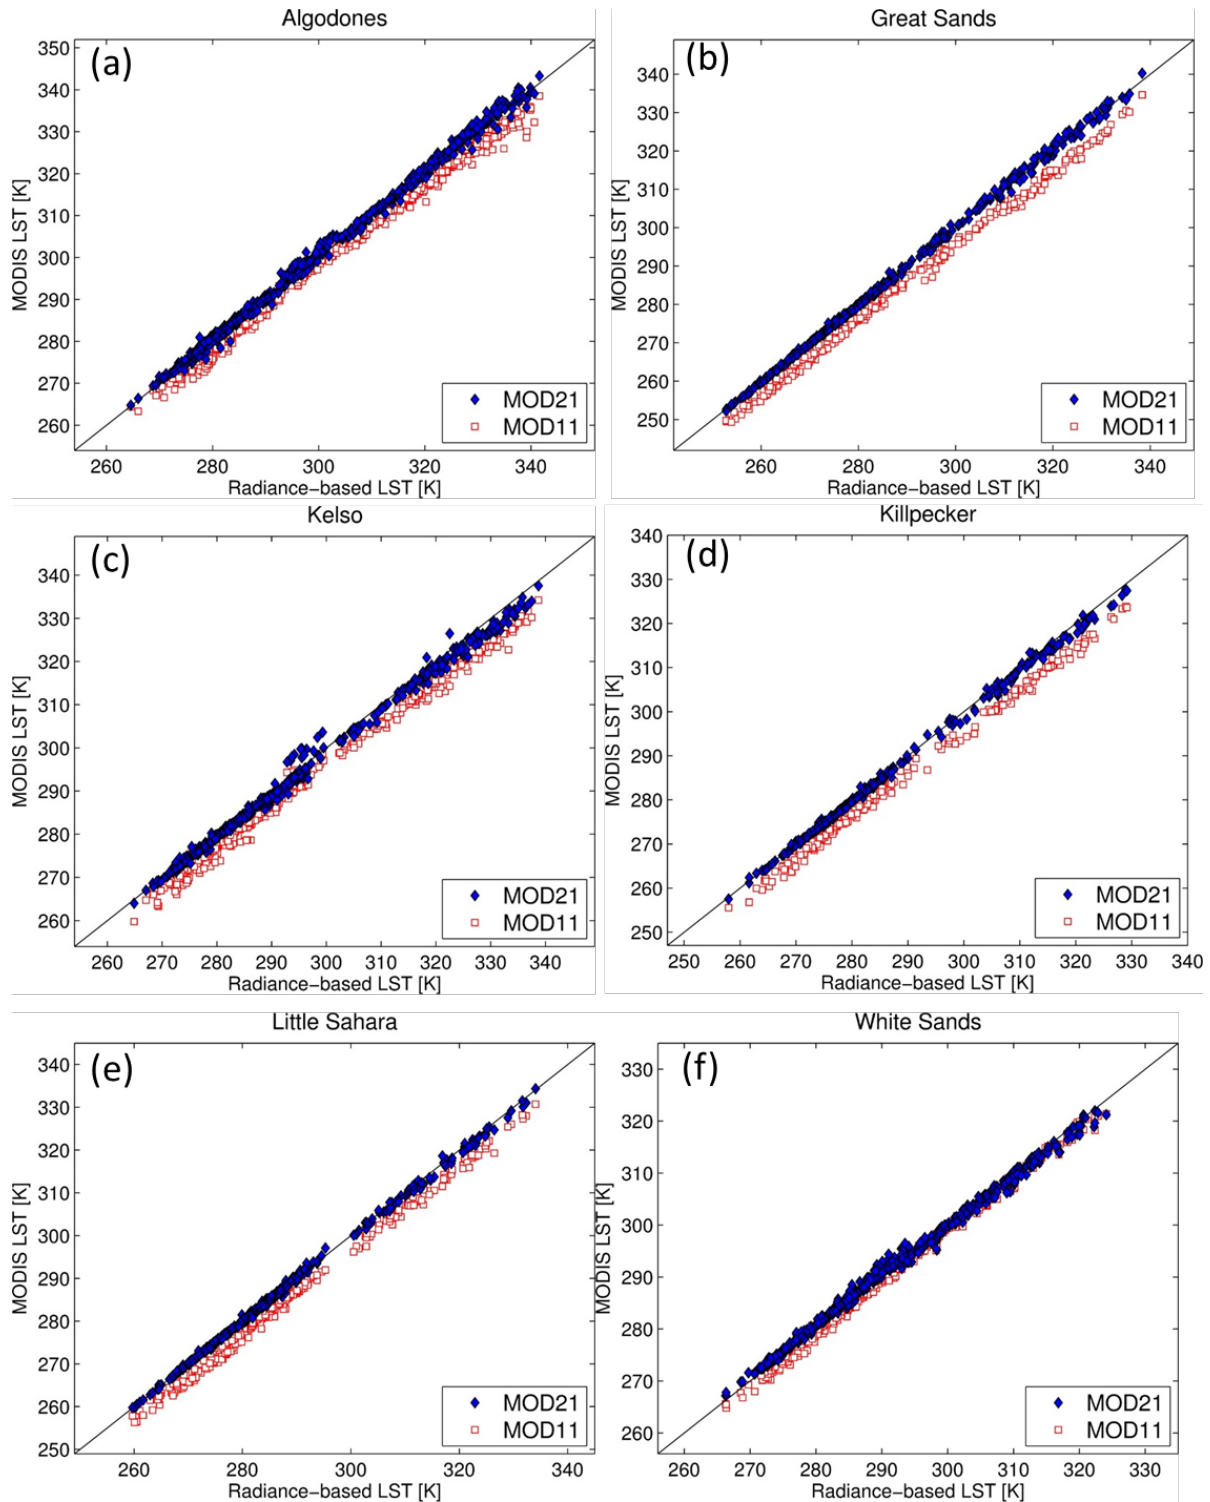 Algodones
(a)
350
340
330
320
310
300
290
280
270
260
MODIS LST [K]
260 280 300 320 340
Radiance−based LST [K]
MOD21
MOD11
Great Sands
(b)
340
330
320
310
300
290
280
270
260
250
MODIS LST [K]
260 280 300 320 340
Radiance−based LST [K]
MOD21
MOD11
Kelso
(c)
340
330
320
310
300
290
280
270
260
MODIS LST [K]
260 270 280 290 300 310 320 330 340
Radiance−based LST [K]
MOD21
MOD11
Killpecker
(d)
340
330
320
310
300
290
280
270
260
250
MODIS LST [K]
250 260 270 280 290 300 310 320 330 340
Radiance−based LST [K]
MOD21
MOD11
Little Sahara
(e)
340
330
320
310
300
290
280
270
260
250
MODIS LST [K]
260 280 300 320 340
Radiance−based LST [K]
MOD21
MOD11
White Sands
(f)
330
320
310
300
290
280
270
260
MODIS LST [K]
260 270 280 290 300 310 320 330
Radiance−based LST [K]
MOD21
MOD11